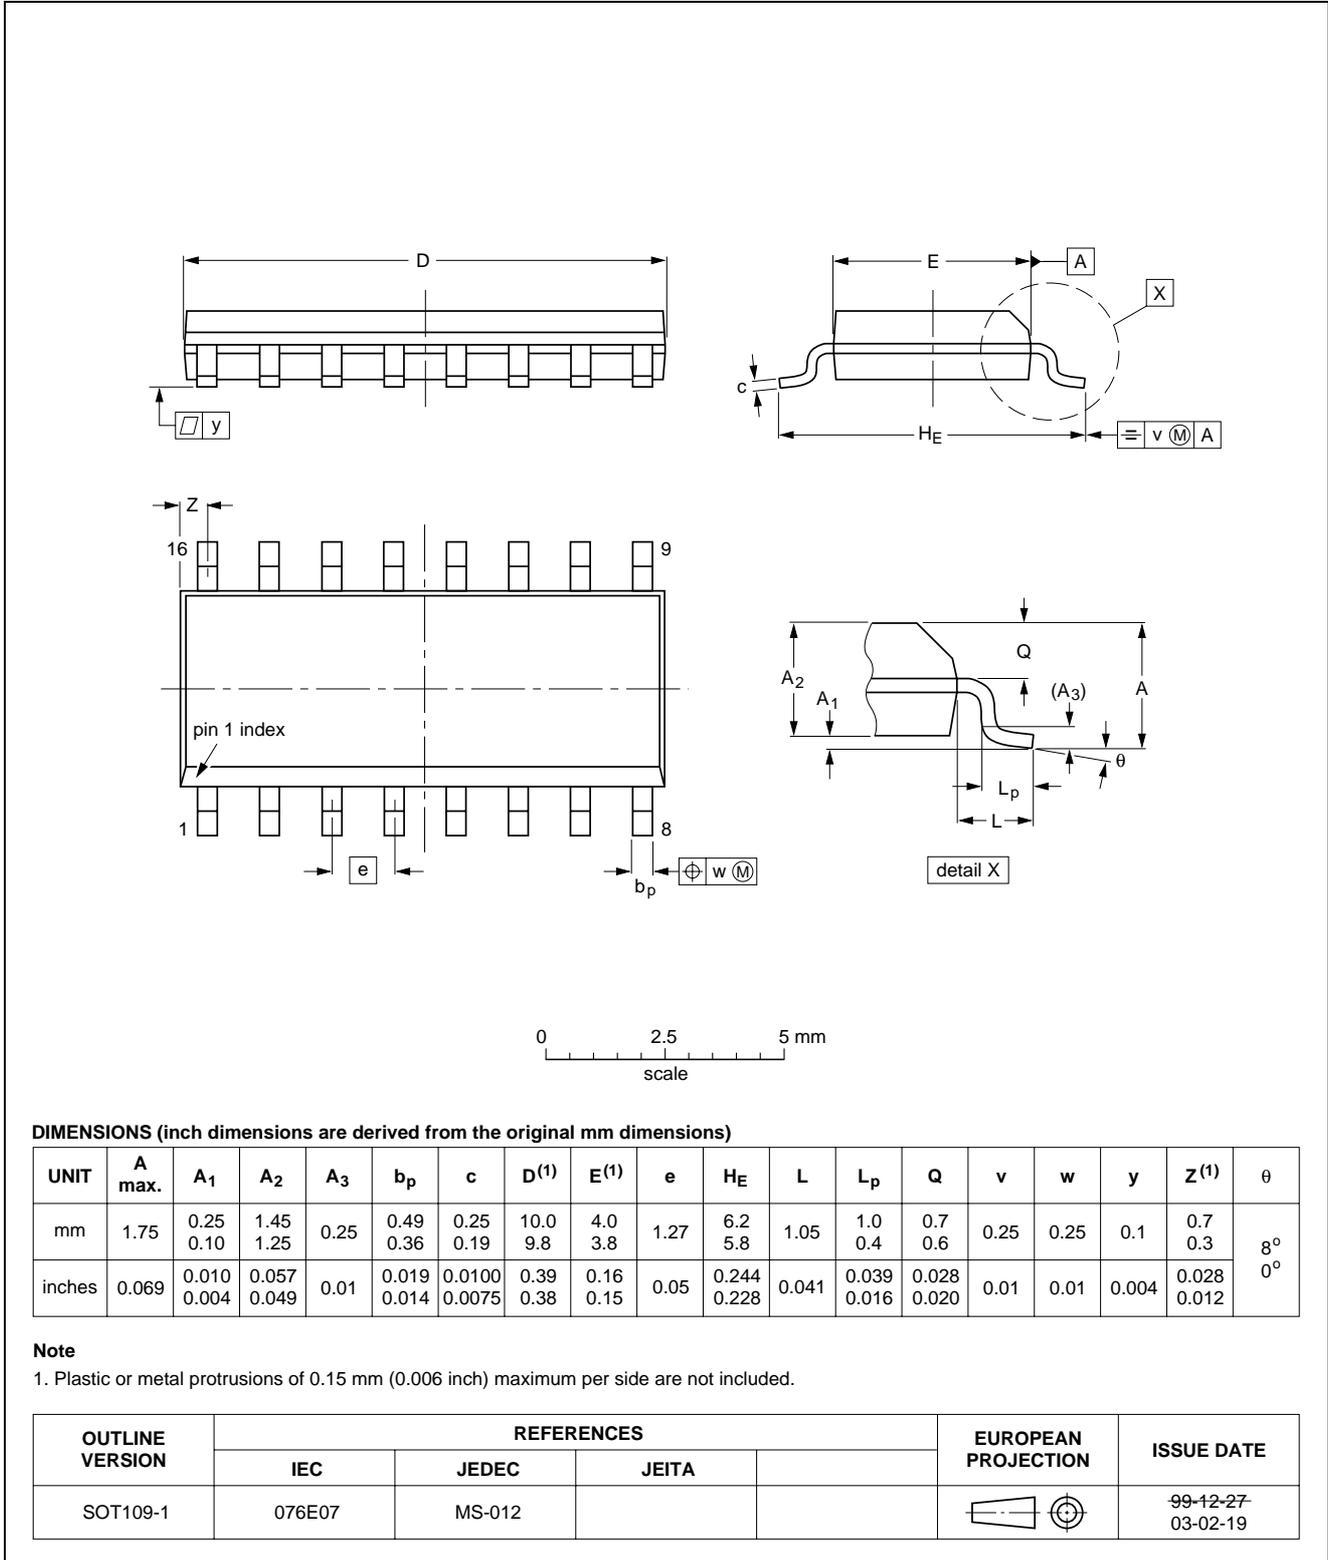 D
E
A
X
c
y
HE
v M A
Z
16
9
Q
A2
A1
(A3)
A
pin 1 index
θ
Lp
1
8
L
e
w M
bp
detail X
0 2.5 5 mm
scale
DIMENSIONS (inch dimensions are derived from the original mm dimensions)
UNIT A max. A1 A2 A3 bp c D(1) E(1) e HE L Lp Q v w y Z(1) θ
mm 1.75 0.25 0.10 1.45 1.25 0.25 0.49 0.36 0.25 0.19 10.0 9.8 4.0 3.8 1.27 6.2 5.8 1.05 1.0 0.4 0.7 0.6 0.25 0.25 0.1 0.7 0.3 8o 0o
inches 0.069 0.010 0.004 0.057 0.049 0.01 0.019 0.014 0.0100 0.0075 0.39 0.38 0.16 0.15 0.05 0.244 0.228 0.041 0.039 0.016 0.028 0.020 0.01 0.01 0.004 0.028 0.012
Note
1. Plastic or metal protrusions of 0.15 mm (0.006 inch) maximum per side are not included.
OUTLINE VERSION REFERENCES EUROPEAN PROJECTION ISSUE DATE
IEC JEDEC JEITA
SOT109-1 076E07 MS-012 99-12-27
03-02-19